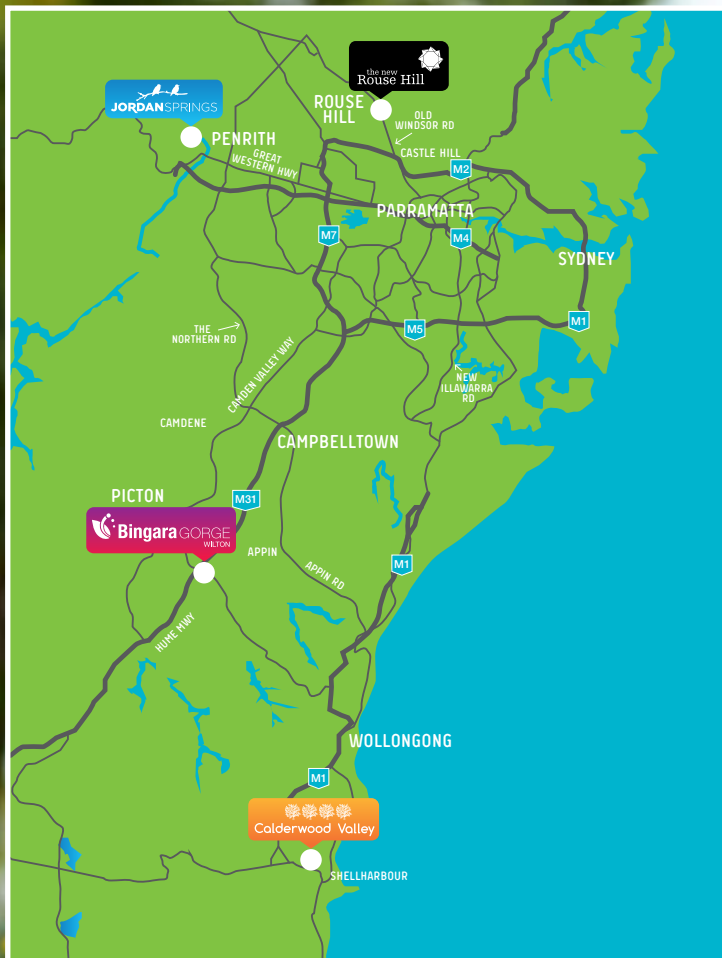 the new
Rouse Hill
JORDANSPRINGS
ROUSE
HILL
OLD
WINDSOR RD
PENRITH
GREAT
WESTERN HWY
CASTLE HILL
M2
PARRAMATTA
M7
M4
SYDNEY
THE
NORTHERN RD
M5
M1
CAMDEN VALLEY WAY
NEW
ILLAWARRA
RD
CAMDENE
CAMPBELLTOWN
PICTON
M31
Bingara GORGE
WILTON
APPIN
APPIN RD
M1
HUME MWY
WOLLONGONG
M1
Calderwood Valley
SHELLHARBOUR